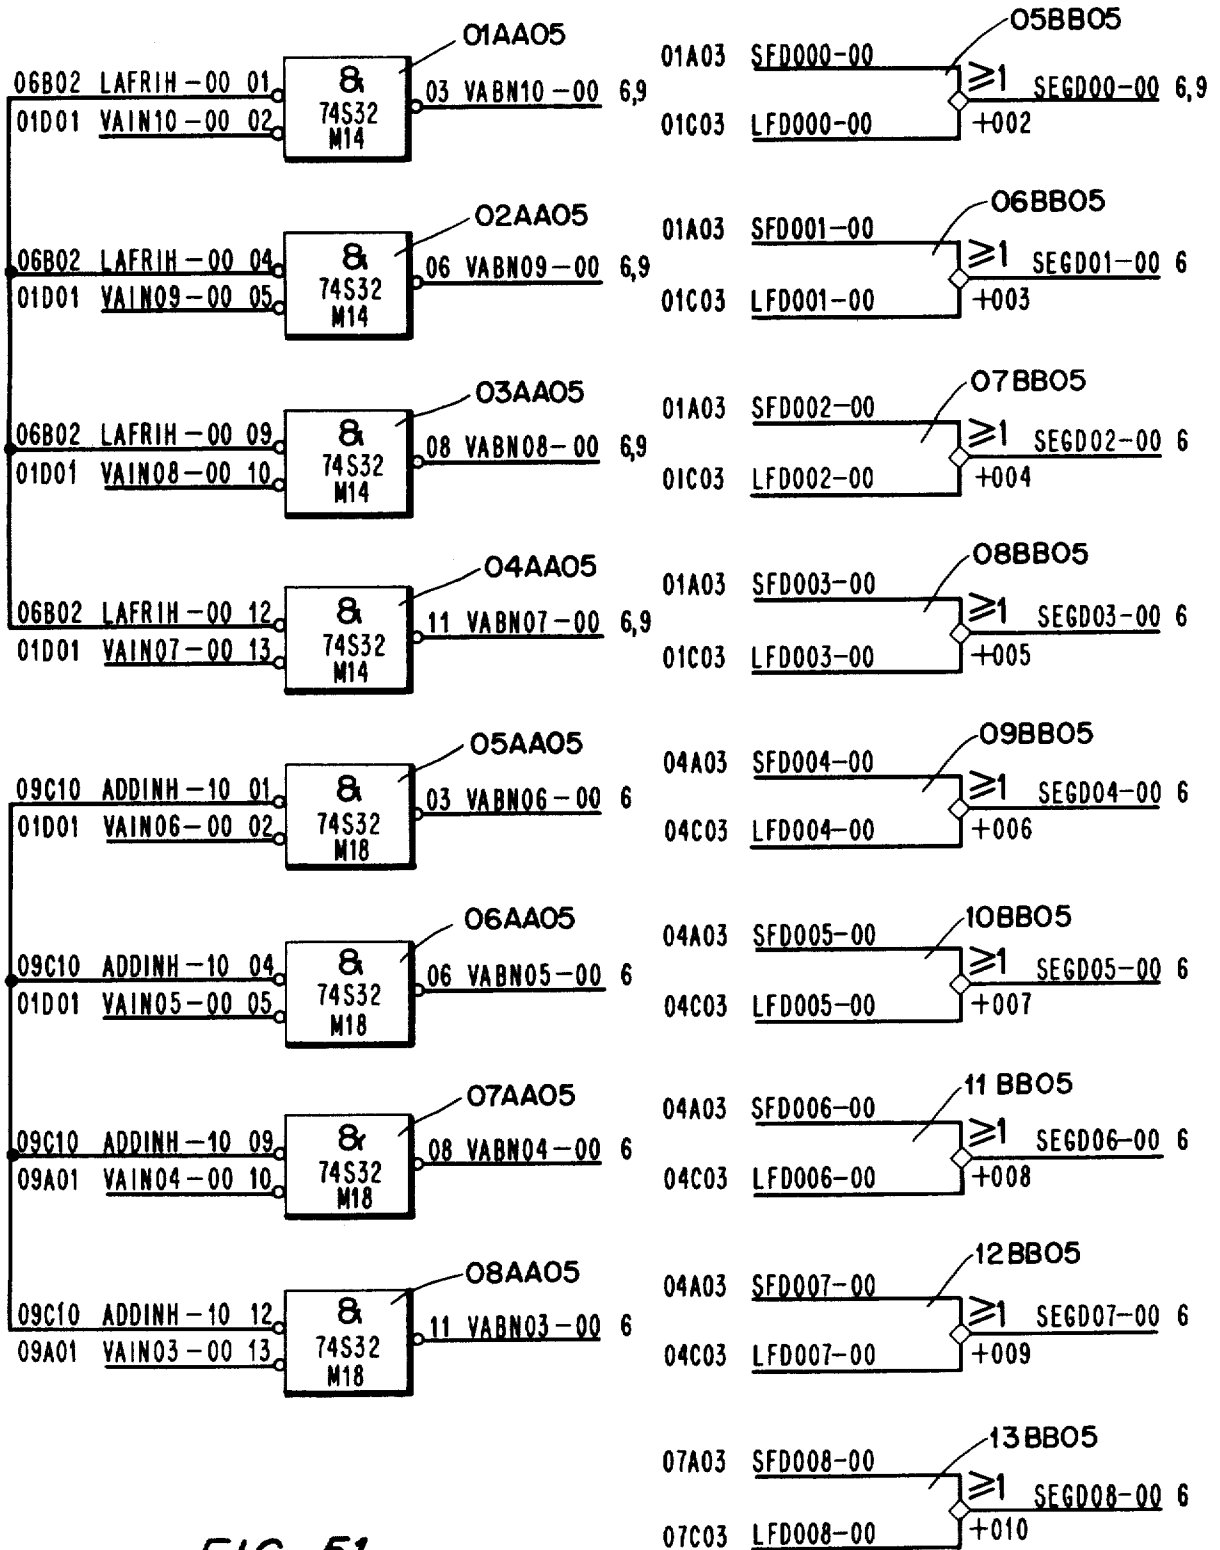 01AA05
06B02 LAFRIH-00 01
01D01 VAIN10-00 02
&
74S32
M14
03 VABN10-00 6,9
02AA05
06B02 LAFRIH-00 04
01D01 VAIN09-00 05
&
74S32
M14
06 VABN09-00 6,9
03AA05
06B02 LAFRIH-00 09
01D01 VAIN08-00 10
&
74S32
M14
08 VABN08-00 6,9
04AA05
06B02 LAFRIH-00 12
01D01 VAIN07-00 13
&
74S32
M14
11 VABN07-00 6,9
05AA05
09C10 ADDINH-10 01
01D01 VAIN06-00 02
&
74S32
M18
03 VABN06-00 6
06AA05
09C10 ADDINH-10 04
01D01 VAIN05-00 05
&
74S32
M18
06 VABN05-00 6
07AA05
09C10 ADDINH-10 09
09A01 VAIN04-00 10
&
74S32
M18
08 VABN04-00 6
08AA05
09C10 ADDINH-10 12
09A01 VAIN03-00 13
&
74S32
M18
11 VABN03-00 6
05BB05
01A03 SFD000-00
≥1 SEGD00-00 6,9
01C03 LFD000-00
+002
06BB05
01A03 SFD001-00
≥1 SEGD01-00 6
01C03 LFD001-00
+003
07BB05
01A03 SFD002-00
≥1 SEGD02-00 6
01C03 LFD002-00
+004
08BB05
01A03 SFD003-00
≥1 SEGD03-00 6
01C03 LFD003-00
+005
09BB05
04A03 SFD004-00
≥1 SEGD04-00 6
04C03 LFD004-00
+006
10BB05
04A03 SFD005-00
≥1 SEGD05-00 6
04C03 LFD005-00
+007
11BB05
04A03 SFD006-00
≥1 SEGD06-00 6
04C03 LFD006-00
+008
12BB05
04A03 SFD007-00
≥1 SEGD07-00 6
04C03 LFD007-00
+009
13BB05
07A03 SFD008-00
≥1 SEGD08-00 6
07C03 LFD008-00
+010
FIG. 51